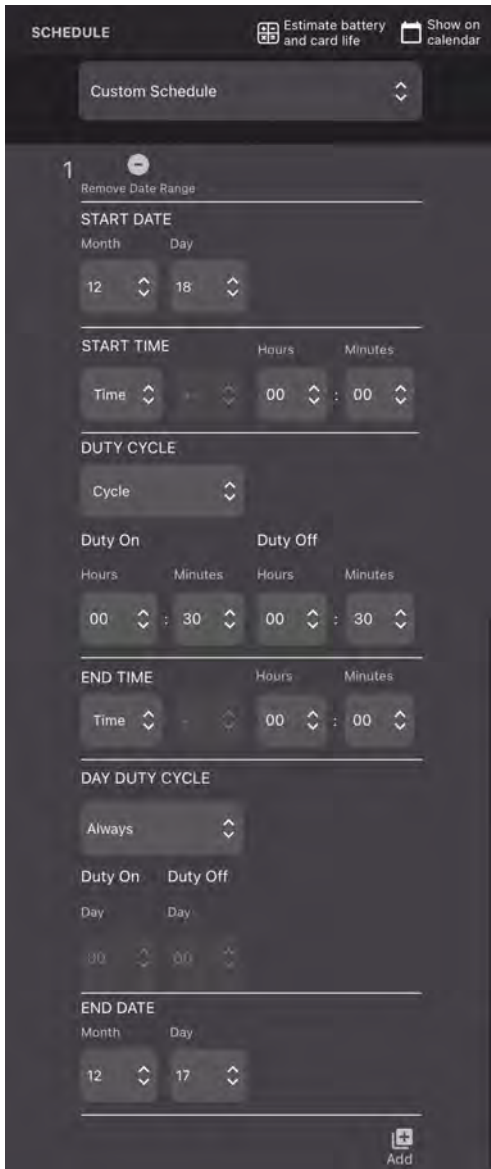 SCHEDULE
Estimate battery
and card life
Show on
calendar
Custom Schedule
1
Remove Date Range
START DATE
Month Day
12 18
START TIME Hours Minutes
Time -- 00 : 00
DUTY CYCLE
Cycle
Duty On Duty Off
Hours Minutes Hours Minutes
00 : 30 00 : 30
END TIME Hours Minutes
Time - 00 : 00
DAY DUTY CYCLE
Always
Duty On Duty Off
Day Day
00 00
END DATE
Month Day
12 17
Add